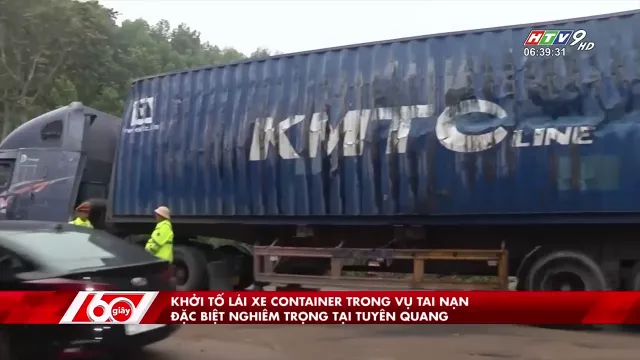 HTV9 HD
06:39:31
KMTC LINE
60 giây
KHỞI TỐ LÁI XE CONTAINER TRONG VỤ TAI NẠN
ĐẶC BIỆT NGHIÊM TRỌNG TẠI TUYÊN QUANG